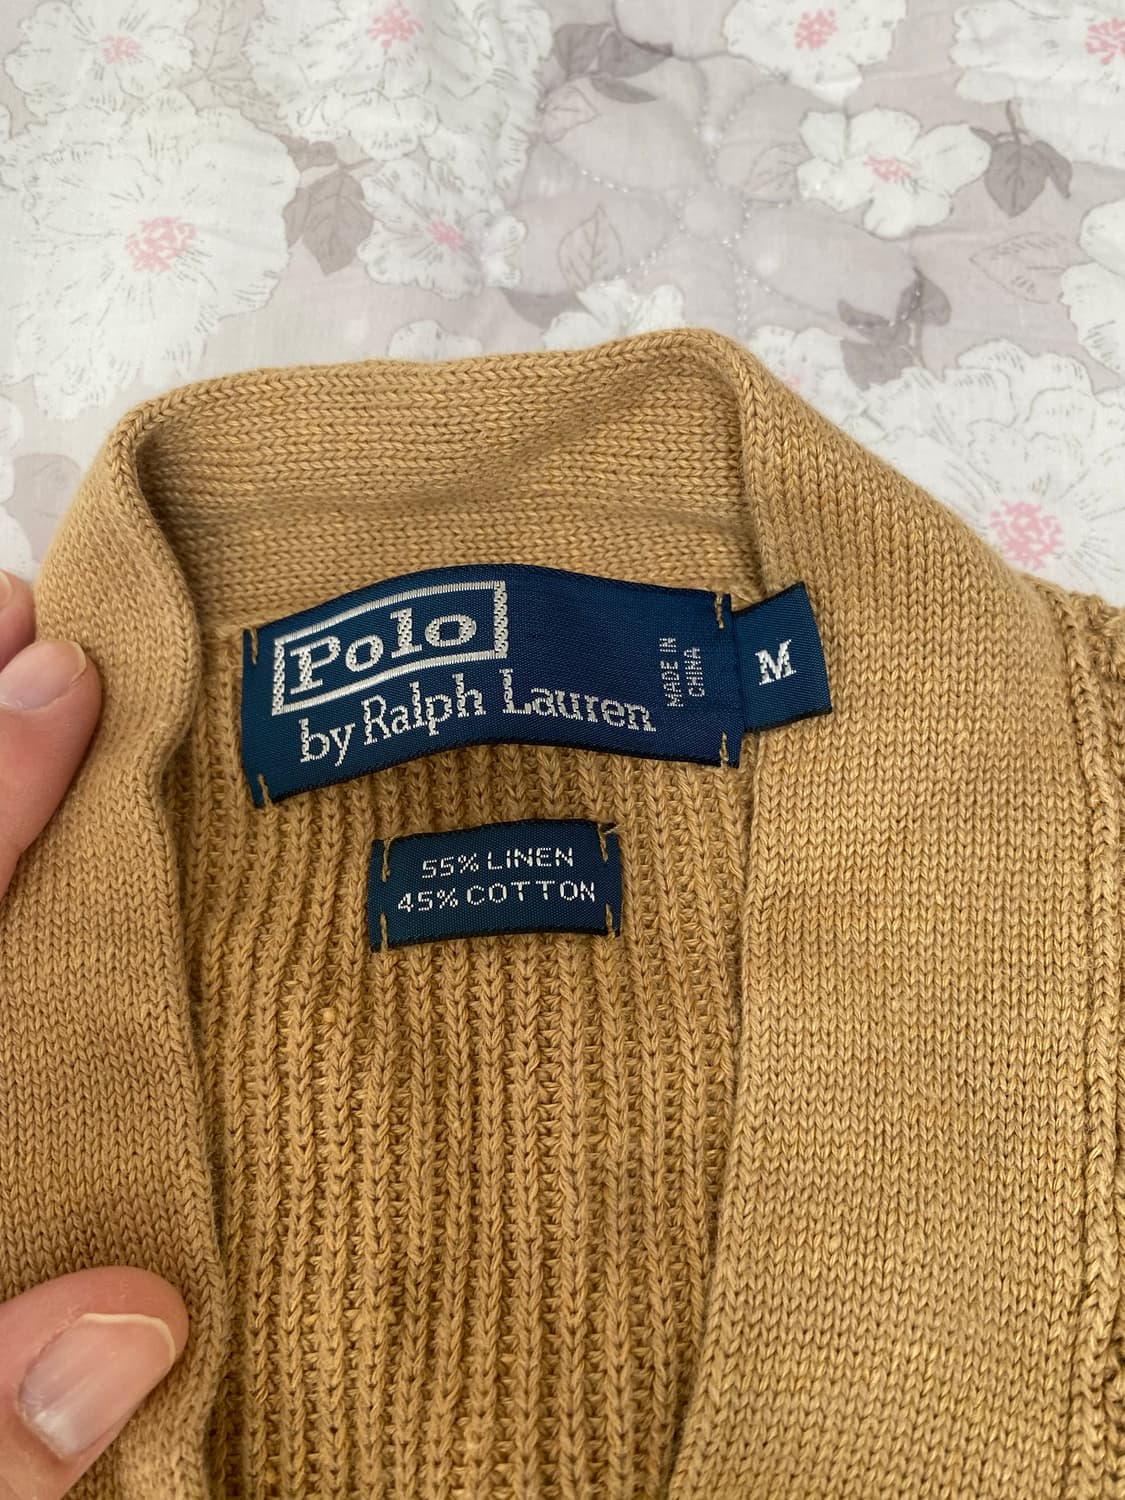 Polo
by Ralph Lauren
MADE IN
CHINA
M
55% LINEN
45% COTTON